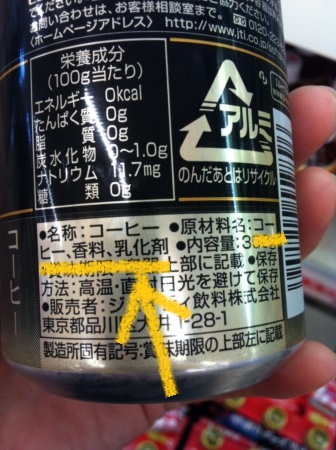 お問い合わせは、お客様相談室まで。
〈ホームページアドレス〉http://www.
栄養成分
(100g当たり)
エネルギー 0kcal
たんぱく質 0g
脂質 0g
炭水化物 0〜1.0g
ナトリウム 11.7mg
糖類 0g
アルミ
のんだあとはリサイクル
コーヒー
●名称:コーヒー ●原材料名:コー
ヒー、香料、乳化剤 ●内容量:3
上部に記載 ●保存
方法:高温・直射日光を避けて保存
●販売者: 飲料株式会社
東京都品川区大井1-28-1
製造所固有記号:賞味期限の上部左に記載